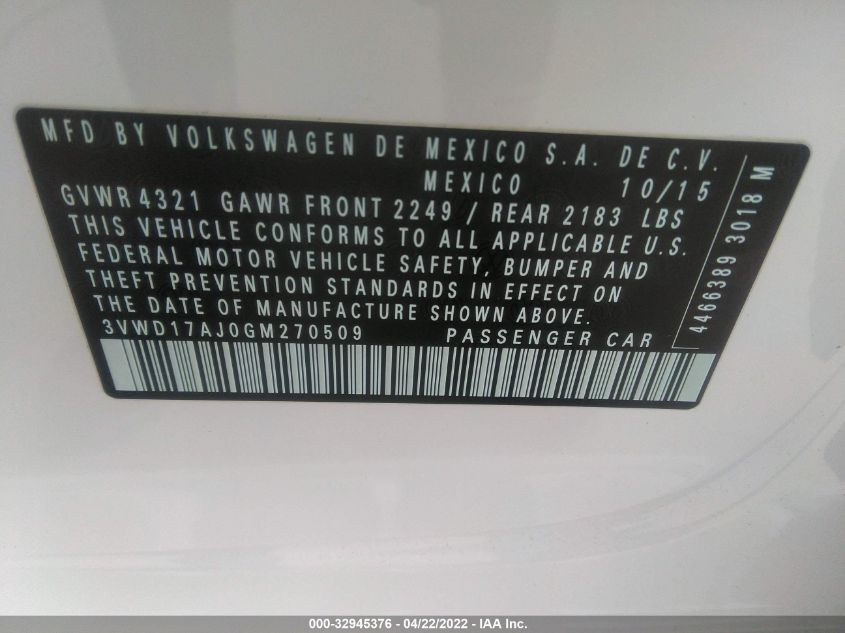 MFD BY VOLKSWAGEN DE MEXICO S.A. DE C.V.
MEXICO 10/15
GVWR 4321 GAWR FRONT 2249 / REAR 2183 LBS
THIS VEHICLE CONFORMS TO ALL APPLICABLE U.S.
FEDERAL MOTOR VEHICLE SAFETY, BUMPER AND
THEFT PREVENTION STANDARDS IN EFFECT ON
THE DATE OF MANUFACTURE SHOWN ABOVE.
3VWD17AJ0GM270509 PASSENGER CAR
4466389 3018 M
000-32945376 - 04/22/2022 - IAA Inc.